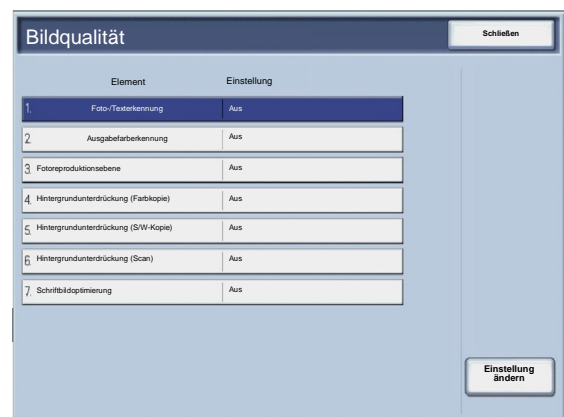 Bildqualität
Schließen
Element Einstellung
1. Foto-/Texterkennung Aus
2. Ausgabefarberkennung Aus
3. Fotoreproduktionsebene Aus
4. Hintergrundunterdrückung (Farbkopie) Aus
5. Hintergrundunterdrückung (S/W-Kopie) Aus
6. Hintergrundunterdrückung (Scan) Aus
7. Schriftbildoptimierung Aus
Einstellung
ändern